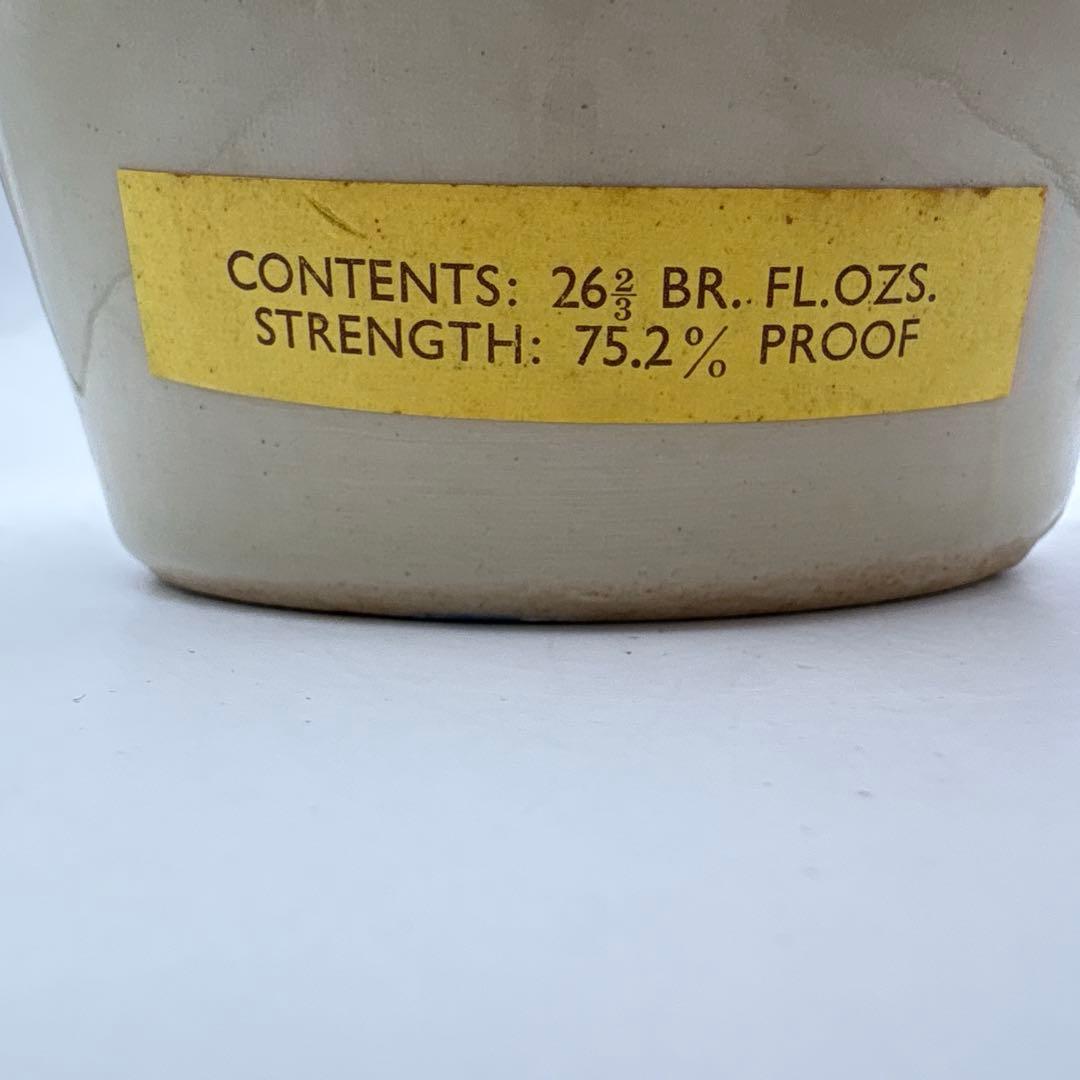 CONTENTS: 26⅔ BR. FL.OZS.
STRENGTH: 75.2% PROOF